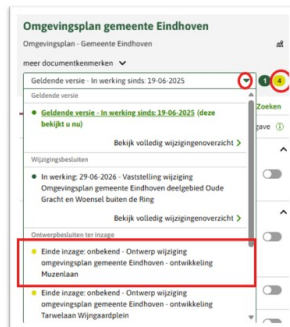 Omgevingsplan gemeente Eindhoven
Omgevingsplan - Gemeente Eindhoven
meer documentkenmerken
Geldende versie - In werking sinds: 19-06-2025
1
4
Geldende versie
Zoeken
Geldende versie - In werking sinds: 19-06-2025 (deze
bekijkt u nu)
gave
Bekijk volledig wijzigingenoverzicht
Wijzigingsbesluiten
In werking: 29-06-2026 - Vaststelling wijziging
Omgevingsplan gemeente Eindhoven deelgebied Oude
Gracht en Woensel buiten de Ring
Bekijk volledig wijzigingenoverzicht
Ontwerpbesluiten ter inzage
Einde inzage: onbekend - Ontwerp wijziging
omgevingsplan gemeente Eindhoven - ontwikkeling
Muzenlaan
Einde inzage: onbekend - Ontwerp wijziging
omgevingsplan gemeente Eindhoven - ontwikkeling
Tarwelaan Wijngaardplein